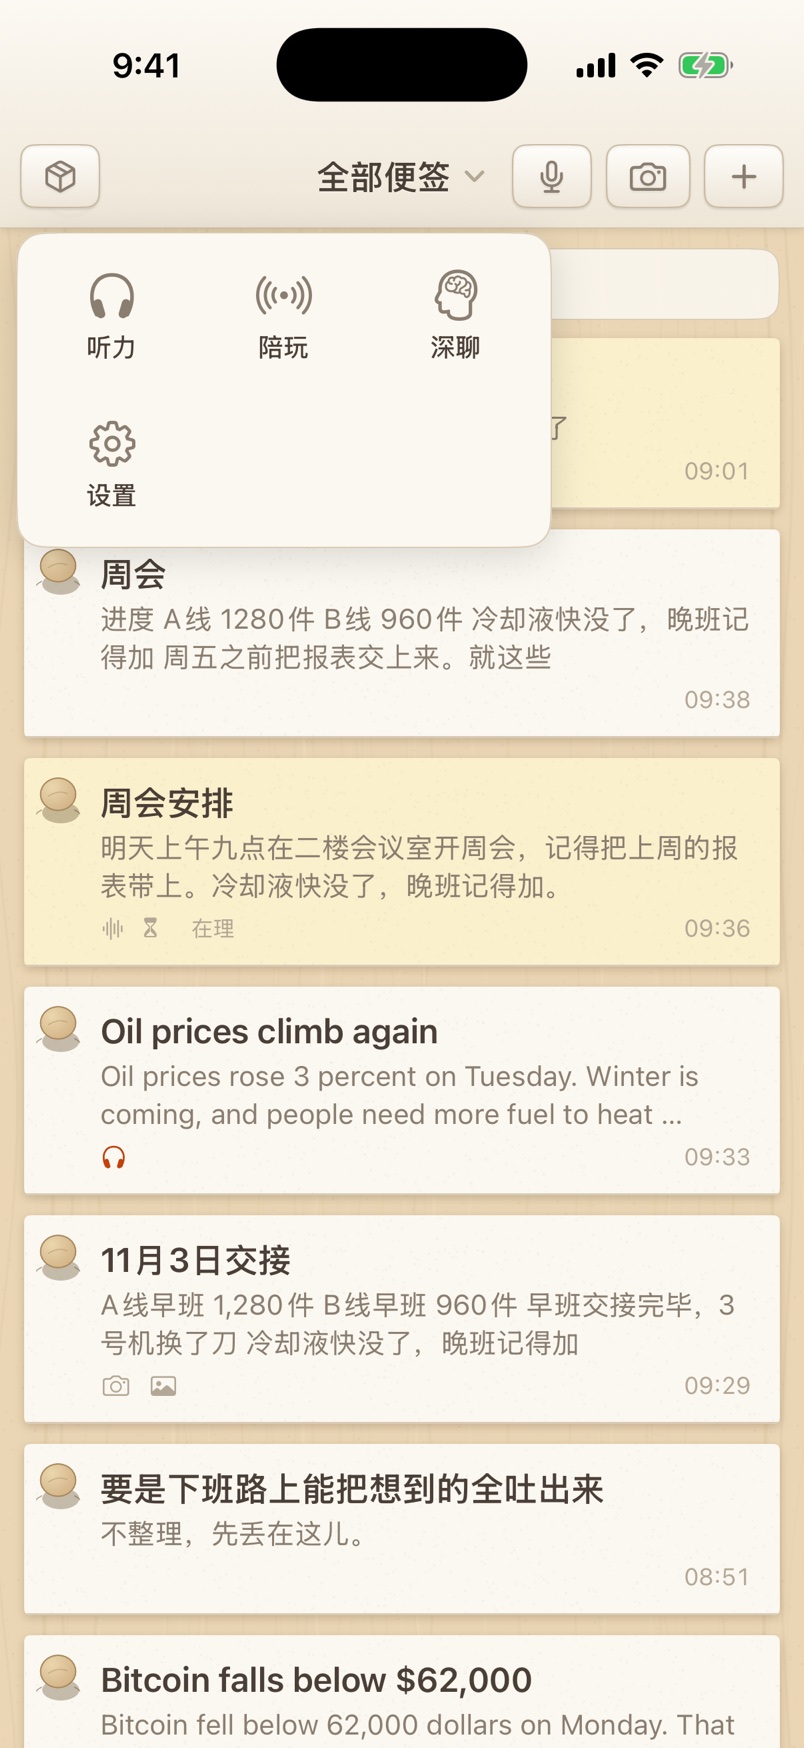 9:41
全部便签
听力
陪玩
深聊
设置
了
09:01
周会
进度 A线 1280件 B线 960件 冷却液快没了，晚班记
得加 周五之前把报表交上来。就这些
09:38
周会安排
明天上午九点在二楼会议室开周会，记得把上周的报
表带上。冷却液快没了，晚班记得加。
在理
09:36
Oil prices climb again
Oil prices rose 3 percent on Tuesday. Winter is
coming, and people need more fuel to heat ...
09:33
11月3日交接
A线早班 1,280件 B线早班 960件 早班交接完毕，3
号机换了刀 冷却液快没了，晚班记得加
09:29
要是下班路上能把想到的全吐出来
不整理，先丢在这儿。
08:51
Bitcoin falls below $62,000
Bitcoin fell below 62,000 dollars on Monday. That